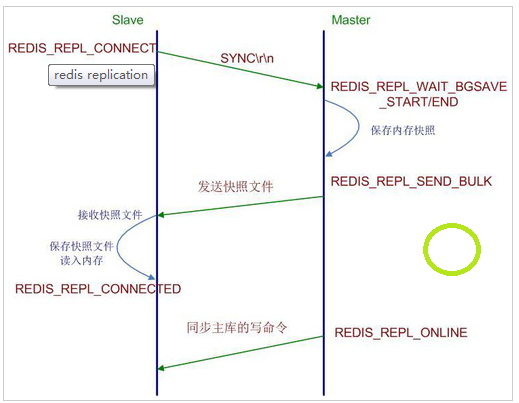 Slave
Master
REDIS_REPL_CONNECT
SYNC\r\n
redis replication
REDIS_REPL_WAIT_BGSAVE
_START/END
保存内存快照
发送快照文件
REDIS_REPL_SEND_BULK
接收快照文件
保存快照文件
读入内存
REDIS_REPL_CONNECTED
同步主库的写命令
REDIS_REPL_ONLINE